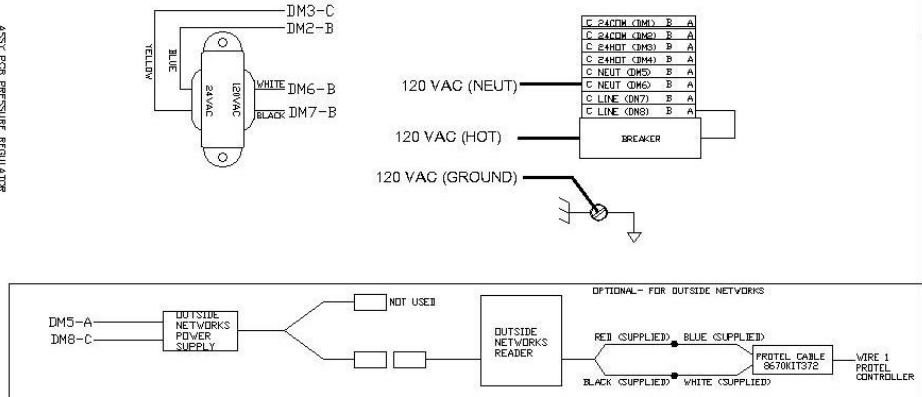 DM3-C
DM2-B
YELLOW
BLUE
24VAC
120VAC
WHITE DM6-B
BLACK DM7-B
ASSY PCB PRESSURE REGULATOR
C 24COM (DM1) B A
C 24COM (DM2) B A
C 24HOT (DM3) B A
C 24HOT (DM4) B A
C NEUT (DM5) B A
C NEUT (DM6) B A
C LINE (DN7) B A
C LINE (DN8) B A
BREAKER
120 VAC (NEUT)
120 VAC (HOT)
120 VAC (GROUND)
OPTIONAL- FOR OUTSIDE NETWORKS
DM5-A
DM8-C
OUTSIDE
NETWORKS
POWER
SUPPLY
NOT USED
OUTSIDE
NETWORKS
READER
RED (SUPPLIED) BLUE (SUPPLIED)
BLACK (SUPPLIED) WHITE (SUPPLIED)
PROTEL CABLE
8670KIT372
WIRE 1
PROTEL
CONTROLLER